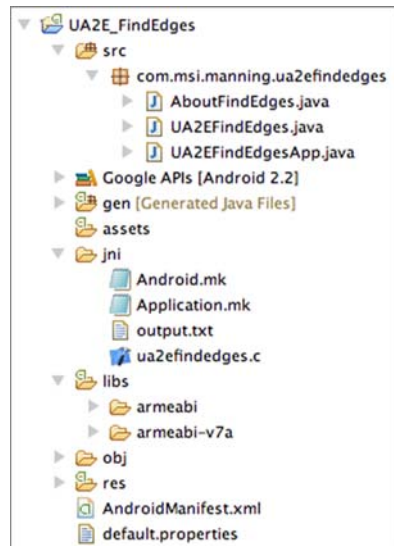 UA2E_FindEdges
src
com.msi.manning.ua2efindedges
AboutFindEdges.java
UA2EFindEdges.java
UA2EFindEdgesApp.java
Google APIs [Android 2.2]
gen [Generated Java Files]
assets
jni
Android.mk
Application.mk
output.txt
ua2efindedges.c
libs
armeabi
armeabi-v7a
obj
res
AndroidManifest.xml
default.properties